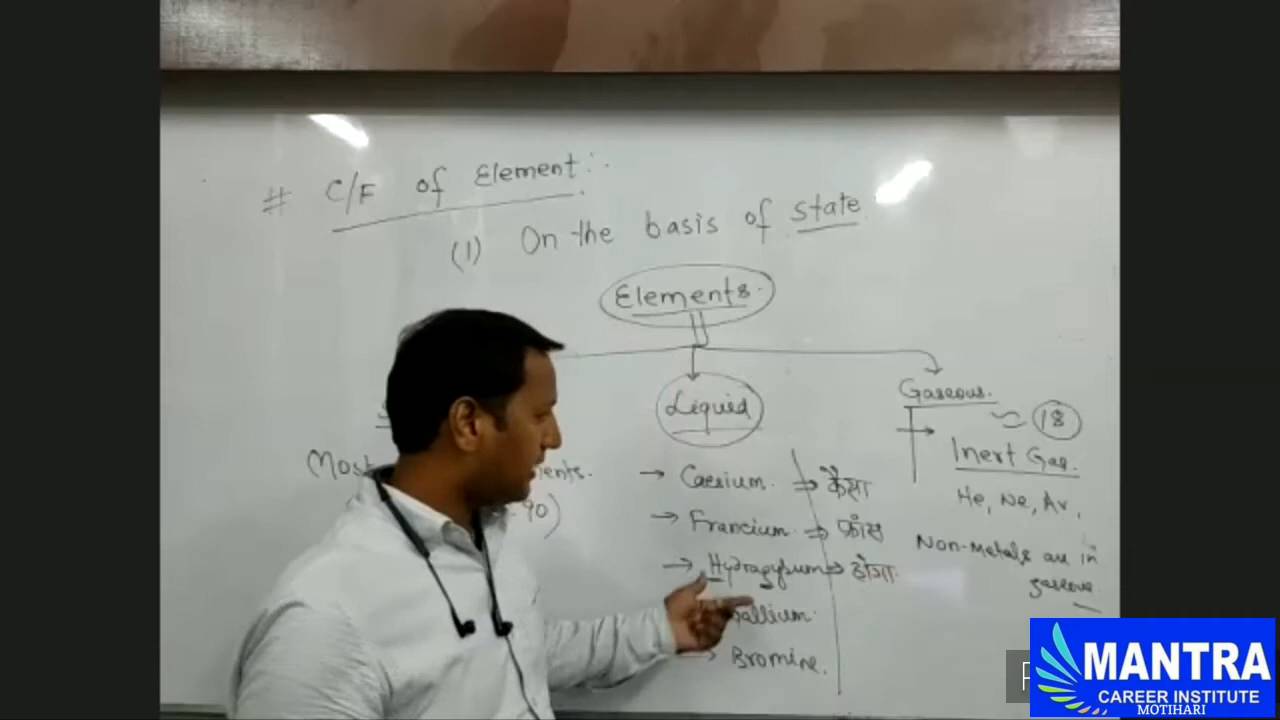 # C/F of Element :-
(1) On the basis of state
Elements.
Liquid
Gaseous.
18
Most
ents.
90)
→ Caesium. ⇒ कैसा
→ Francium. ⇒ फ्रांस
→ Hydragyrum ⇒ होगा
Gallium.
→ Bromine.
Inert Gas.
He, Ne, Ar,
Non-Metals are in
gaseous
MANTRA
CAREER INSTITUTE
MOTIHARI